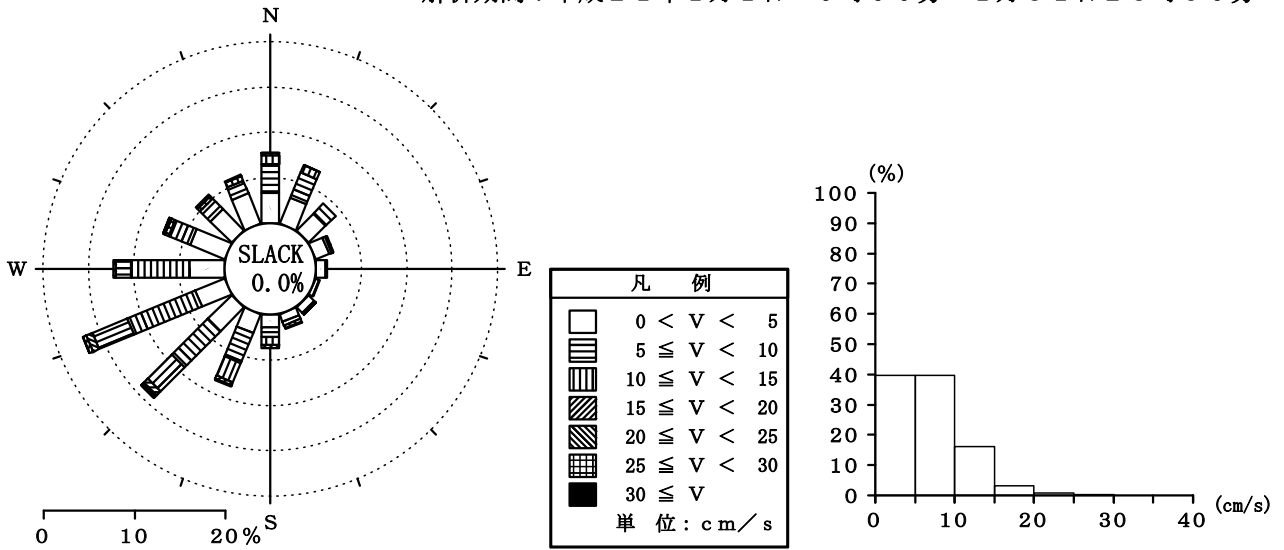 N
W
SLACK
0.0%
E
S
0 10 20%
凡 例
0 < V < 5
5 ≦ V < 10
10 ≦ V < 15
15 ≦ V < 20
20 ≦ V < 25
25 ≦ V < 30
30 ≦ V
単 位:cm/s
(%)
100
90
80
70
60
50
40
30
20
10
0
0 10 20 30 40 (cm/s)